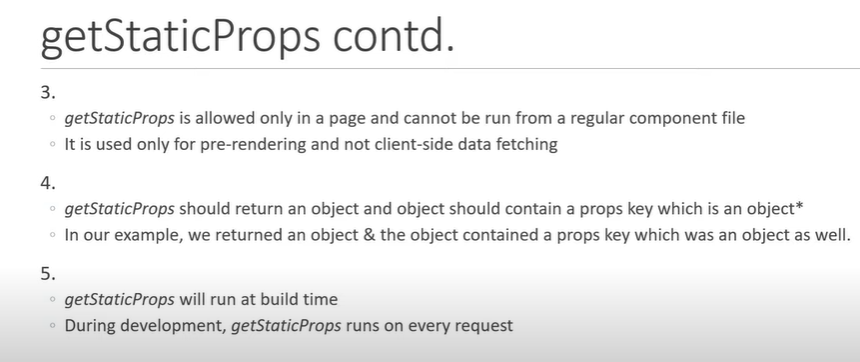 getStaticProps contd.
3.
getStaticProps is allowed only in a page and cannot be run from a regular component file
It is used only for pre-rendering and not client-side data fetching
4.
getStaticProps should return an object and object should contain a props key which is an object*
In our example, we returned an object & the object contained a props key which was an object as well.
5.
getStaticProps will run at build time
During development, getStaticProps runs on every request